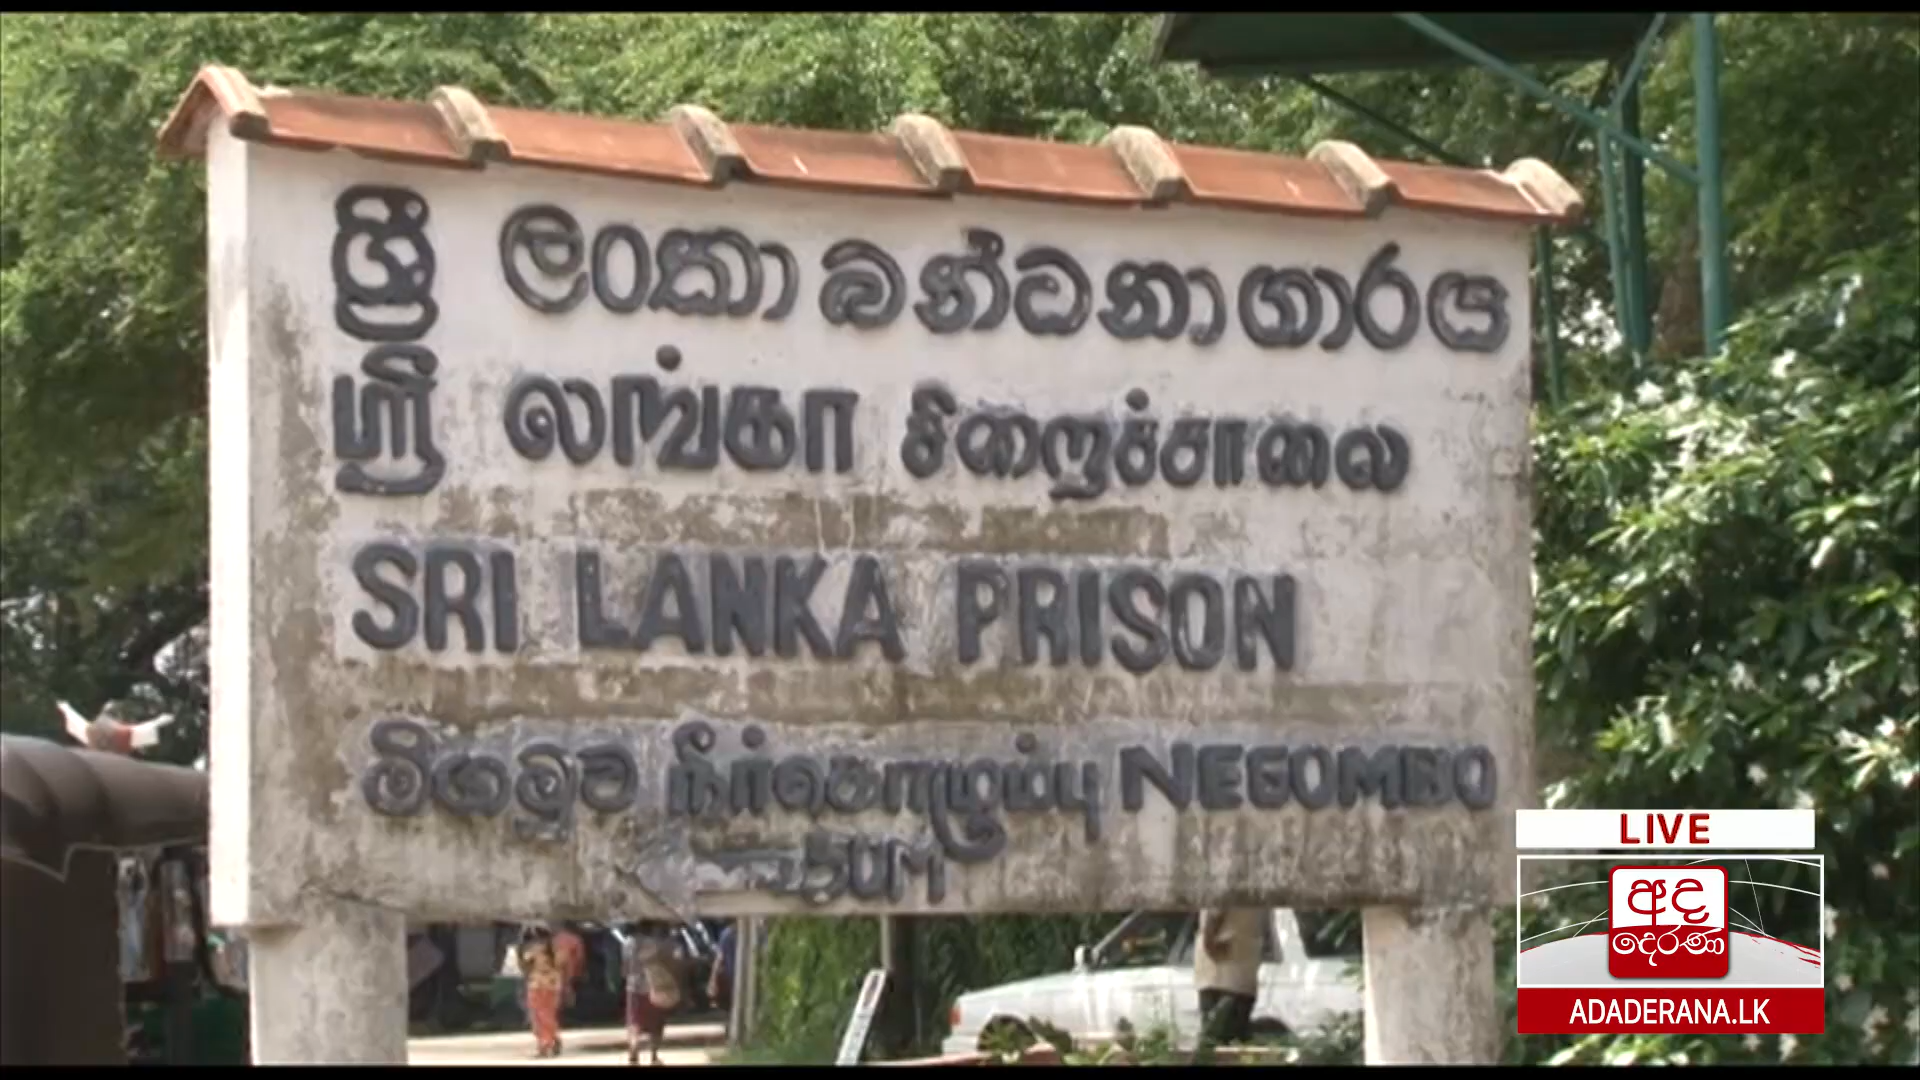 ශ්‍රී ලංකා බන්ධනාගාරය
ஸ்ரீ லங்கா சிறைச்சாலை
SRI LANKA PRISON
මීගමුව நீர்கொழும்பு NEGOMBO
LIVE
අද
දෙරණ
ADADERANA.LK